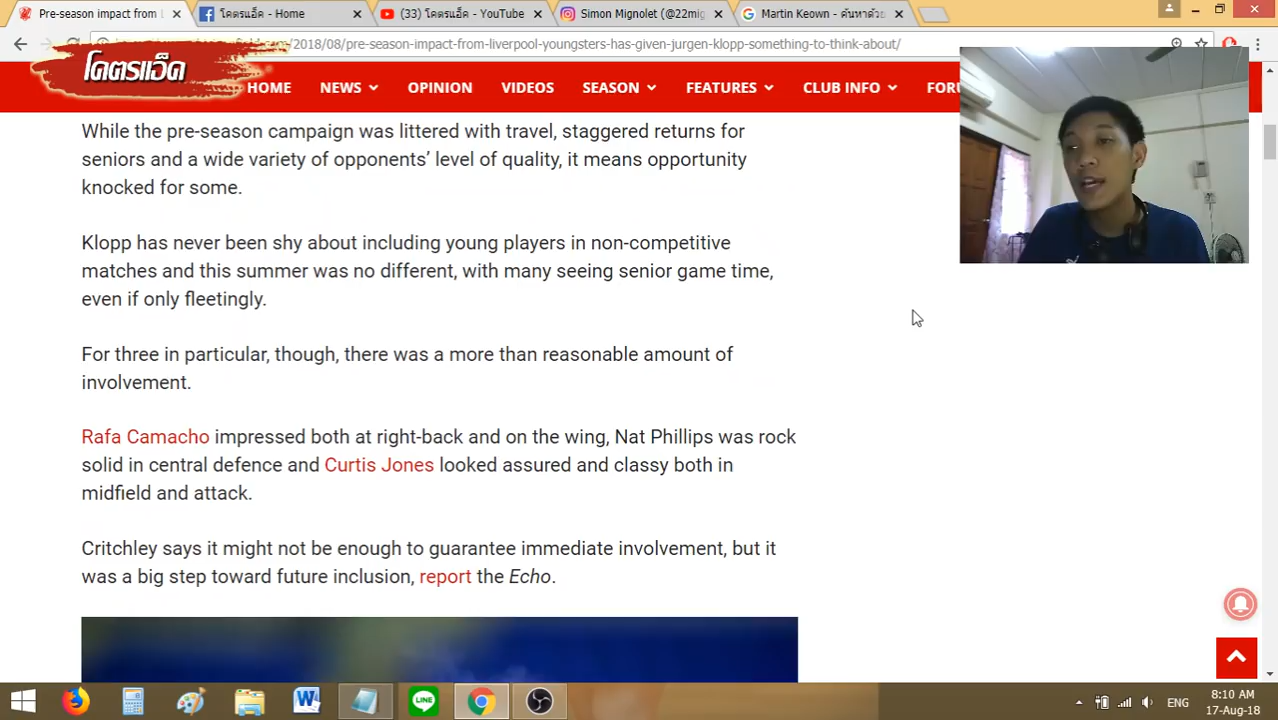 Pre-season impact from L
โคตรแอ็ค - Home
(33) โคตรแอ็ค - YouTube
Simon Mignolet (@22mig
Martin Keown - ค้นหาด้วย
/2018/08/pre-season-impact-from-liverpool-youngsters-has-given-jurgen-klopp-something-to-think-about/
โคตรแอ็ค
HOME NEWS OPINION VIDEOS SEASON FEATURES CLUB INFO FORU
While the pre-season campaign was littered with travel, staggered returns for
seniors and a wide variety of opponents’ level of quality, it means opportunity
knocked for some.
Klopp has never been shy about including young players in non-competitive
matches and this summer was no different, with many seeing senior game time,
even if only fleetingly.
For three in particular, though, there was a more than reasonable amount of
involvement.
Rafa Camacho impressed both at right-back and on the wing, Nat Phillips was rock
solid in central defence and Curtis Jones looked assured and classy both in
midfield and attack.
Critchley says it might not be enough to guarantee immediate involvement, but it
was a big step toward future inclusion, report the Echo.
LINE
ENG
8:10 AM
17-Aug-18